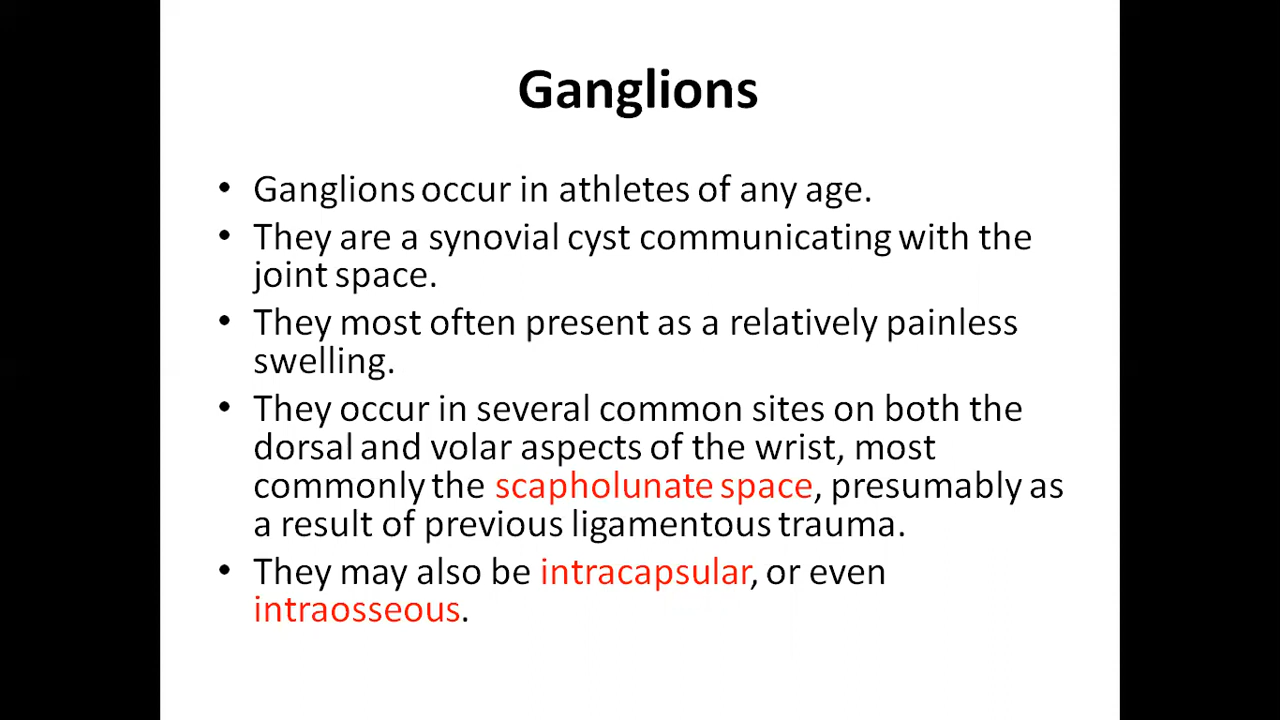 Ganglions
• Ganglions occur in athletes of any age.
• They are a synovial cyst communicating with the
joint space.
• They most often present as a relatively painless
swelling.
• They occur in several common sites on both the
dorsal and volar aspects of the wrist, most
commonly the scapholunate space, presumably as
a result of previous ligamentous trauma.
• They may also be intracapsular, or even
intraosseous.